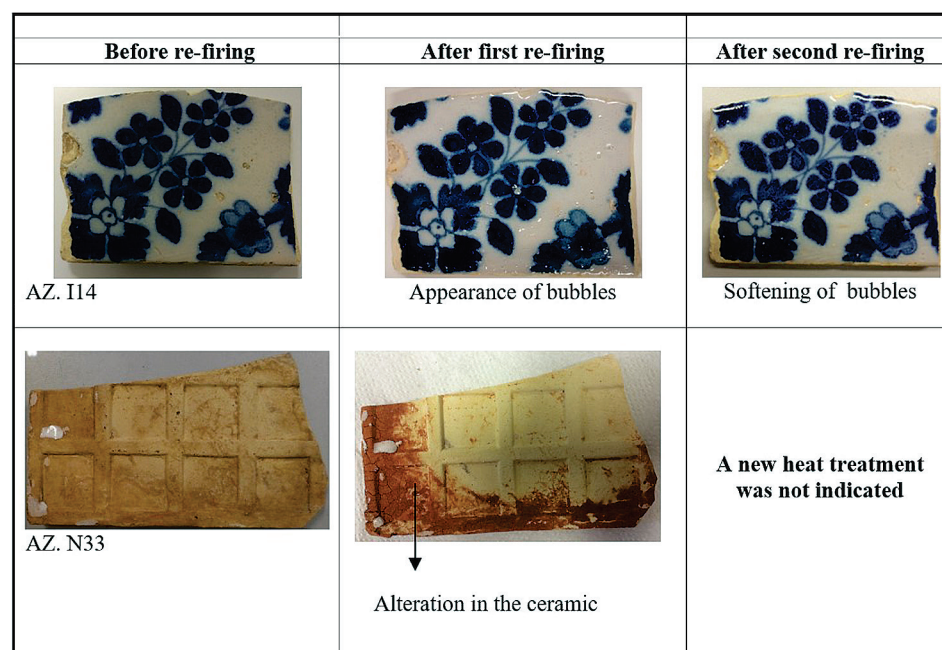 Before re-firing
After first re-firing
After second re-firing
AZ. I14
Appearance of bubbles
Softening of bubbles
AZ. N33
A new heat treatment
was not indicated
Alteration in the ceramic